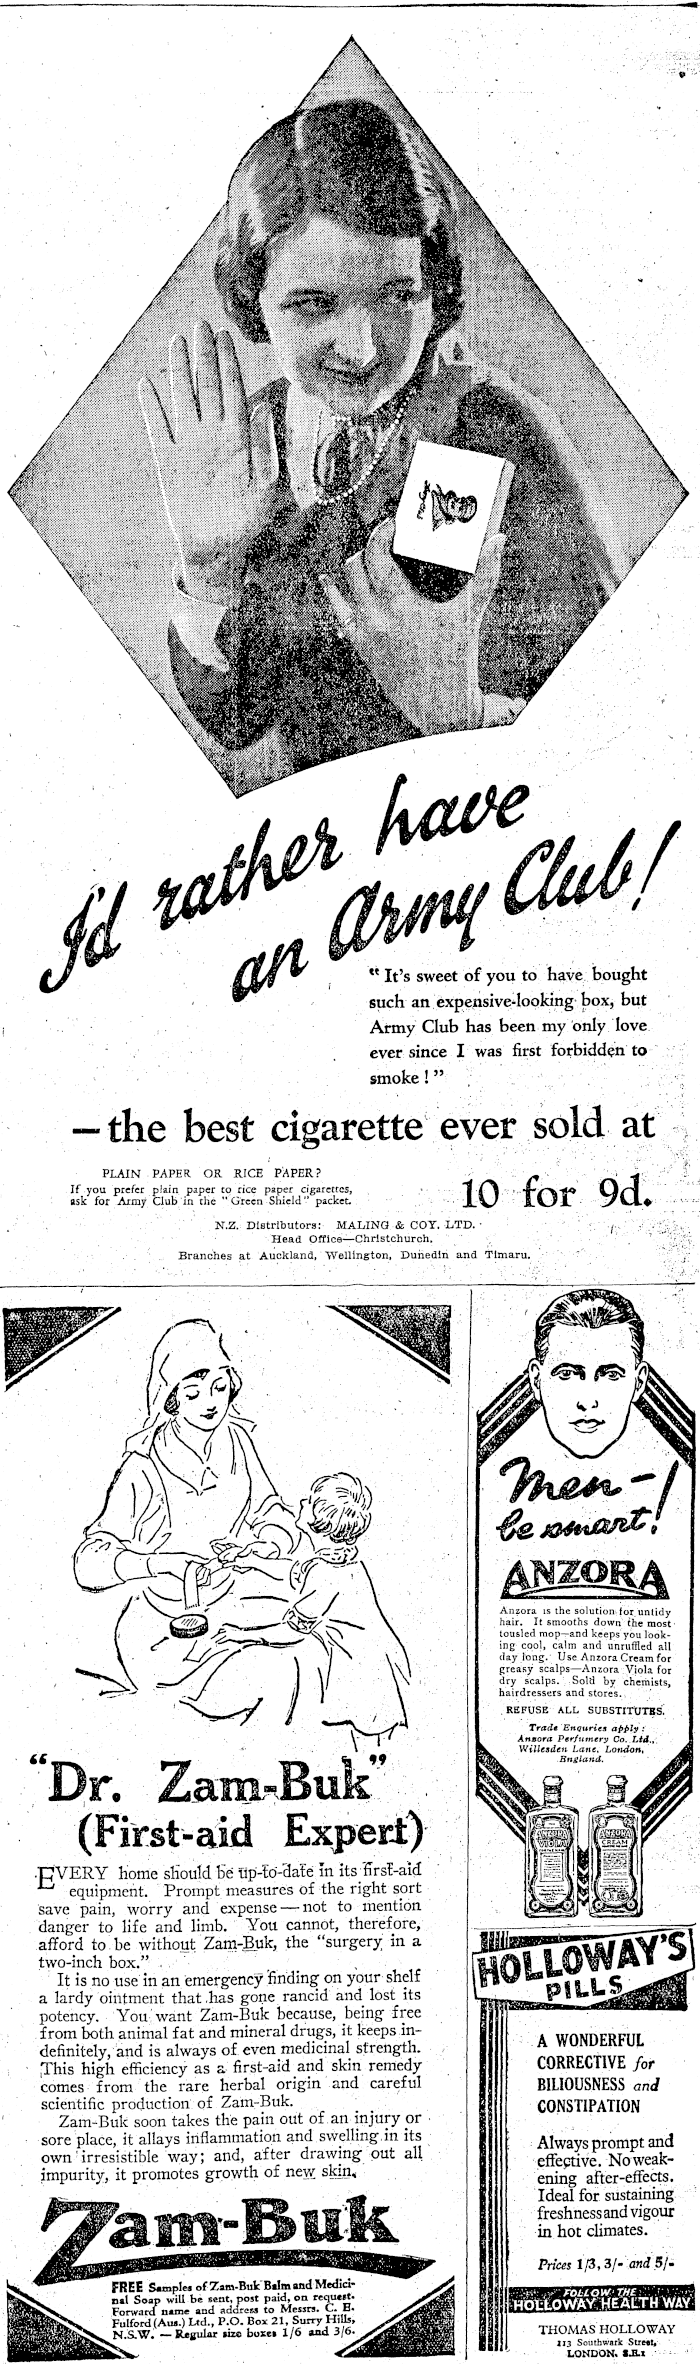 I'd rather have
an Army Club!
" It's sweet of you to have bought
such an expensive-looking box, but
Army Club has been my only love
ever since I was first forbidden to
smoke ! "
—the best cigarette ever sold at
PLAIN PAPER OR RICE PAPER?
If you prefer plain paper to rice paper cigarettes,
ask for Army Club in the "Green Shield" packet.
10 for 9d.
N.Z. Distributors: MALING & COY. LTD.
Head Office—Christchurch.
Branches at Auckland, Wellington, Dunedin and Timaru.
"Dr. Zam-Buk"
(First-aid Expert)
EVERY home should be up-to-date in its first-aid
equipment. Prompt measures of the right sort
save pain, worry and expense—not to mention
danger to life and limb. You cannot, therefore,
afford to be without Zam-Buk, the "surgery in a
two-inch box."
It is no use in an emergency finding on your shelf
a lardy ointment that has gone rancid and lost its
potency. You want Zam-Buk because, being free
from both animal fat and mineral drugs, it keeps in-
definitely, and is always of even medicinal strength.
This high efficiency as a first-aid and skin remedy
comes from the rare herbal origin and careful
scientific production of Zam-Buk.
Zam-Buk soon takes the pain out of an injury or
sore place, it allays inflammation and swelling in its
own irresistible way; and, after drawing out all
impurity, it promotes growth of new skin.
Zam-Buk
FREE Samples of Zam-Buk Balm and Medici-
nal Soap will be sent, post paid, on request.
Forward name and address to Messrs. C. E.
Fulford (Aus.) Ltd., P.O. Box 21, Surry Hills,
N.S.W. — Regular size boxes 1/6 and 3/6.
Men—
be smart!
ANZORA
Anzora is the solution for untidy
hair. It smooths down the most
tousled mop—and keeps you look-
ing cool, calm and unruffled all
day long. Use Anzora Cream for
greasy scalps—Anzora Viola for
dry scalps. Sold by chemists,
hairdressers and stores.
REFUSE ALL SUBSTITUTES.
Trade Enquries apply :
Anzora Perfumery Co. Ltd.,
Willesden Lane, London,
England.
ANZORA
VIOLA
ANZORA
CREAM
HOLLOWAY'S
PILLS
A WONDERFUL
CORRECTIVE for
BILIOUSNESS and
CONSTIPATION
Always prompt and
effective. No weak-
ening after-effects.
Ideal for sustaining
freshness and vigour
in hot climates.
Prices 1/3, 3/- and 5/-
FOLLOW THE
HOLLOWAY HEALTH WAY
THOMAS HOLLOWAY
113 Southwark Street,
LONDON, S.E.1